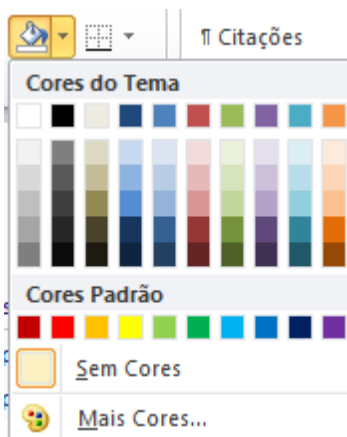 ¶ Citações
Cores do Tema
Cores Padrão
Sem Cores
Mais Cores...